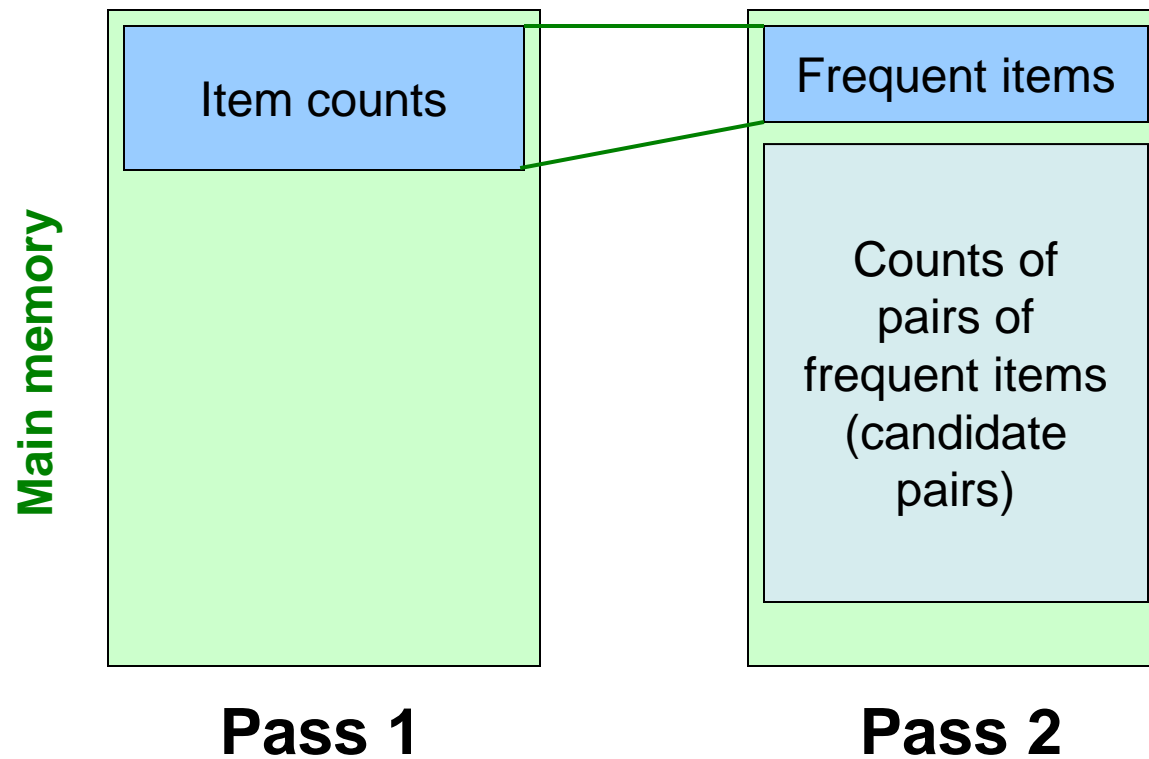 Main memory
Item counts
Frequent items
Counts of
pairs of
frequent items
(candidate
pairs)
Pass 1
Pass 2